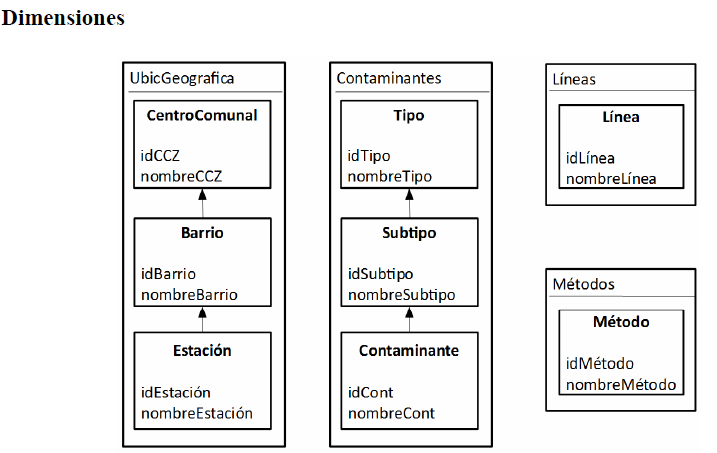 Dimensiones
UbicGeografica
CentroComunal
idCCZ
nombreCCZ
Barrio
idBarrio
nombreBarrio
Estación
idEstación
nombreEstación
Contaminantes
Tipo
idTipo
nombreTipo
Subtipo
idSubtipo
nombreSubtipo
Contaminante
idCont
nombreCont
Líneas
Línea
idLínea
nombreLínea
Métodos
Método
idMétodo
nombreMétodo